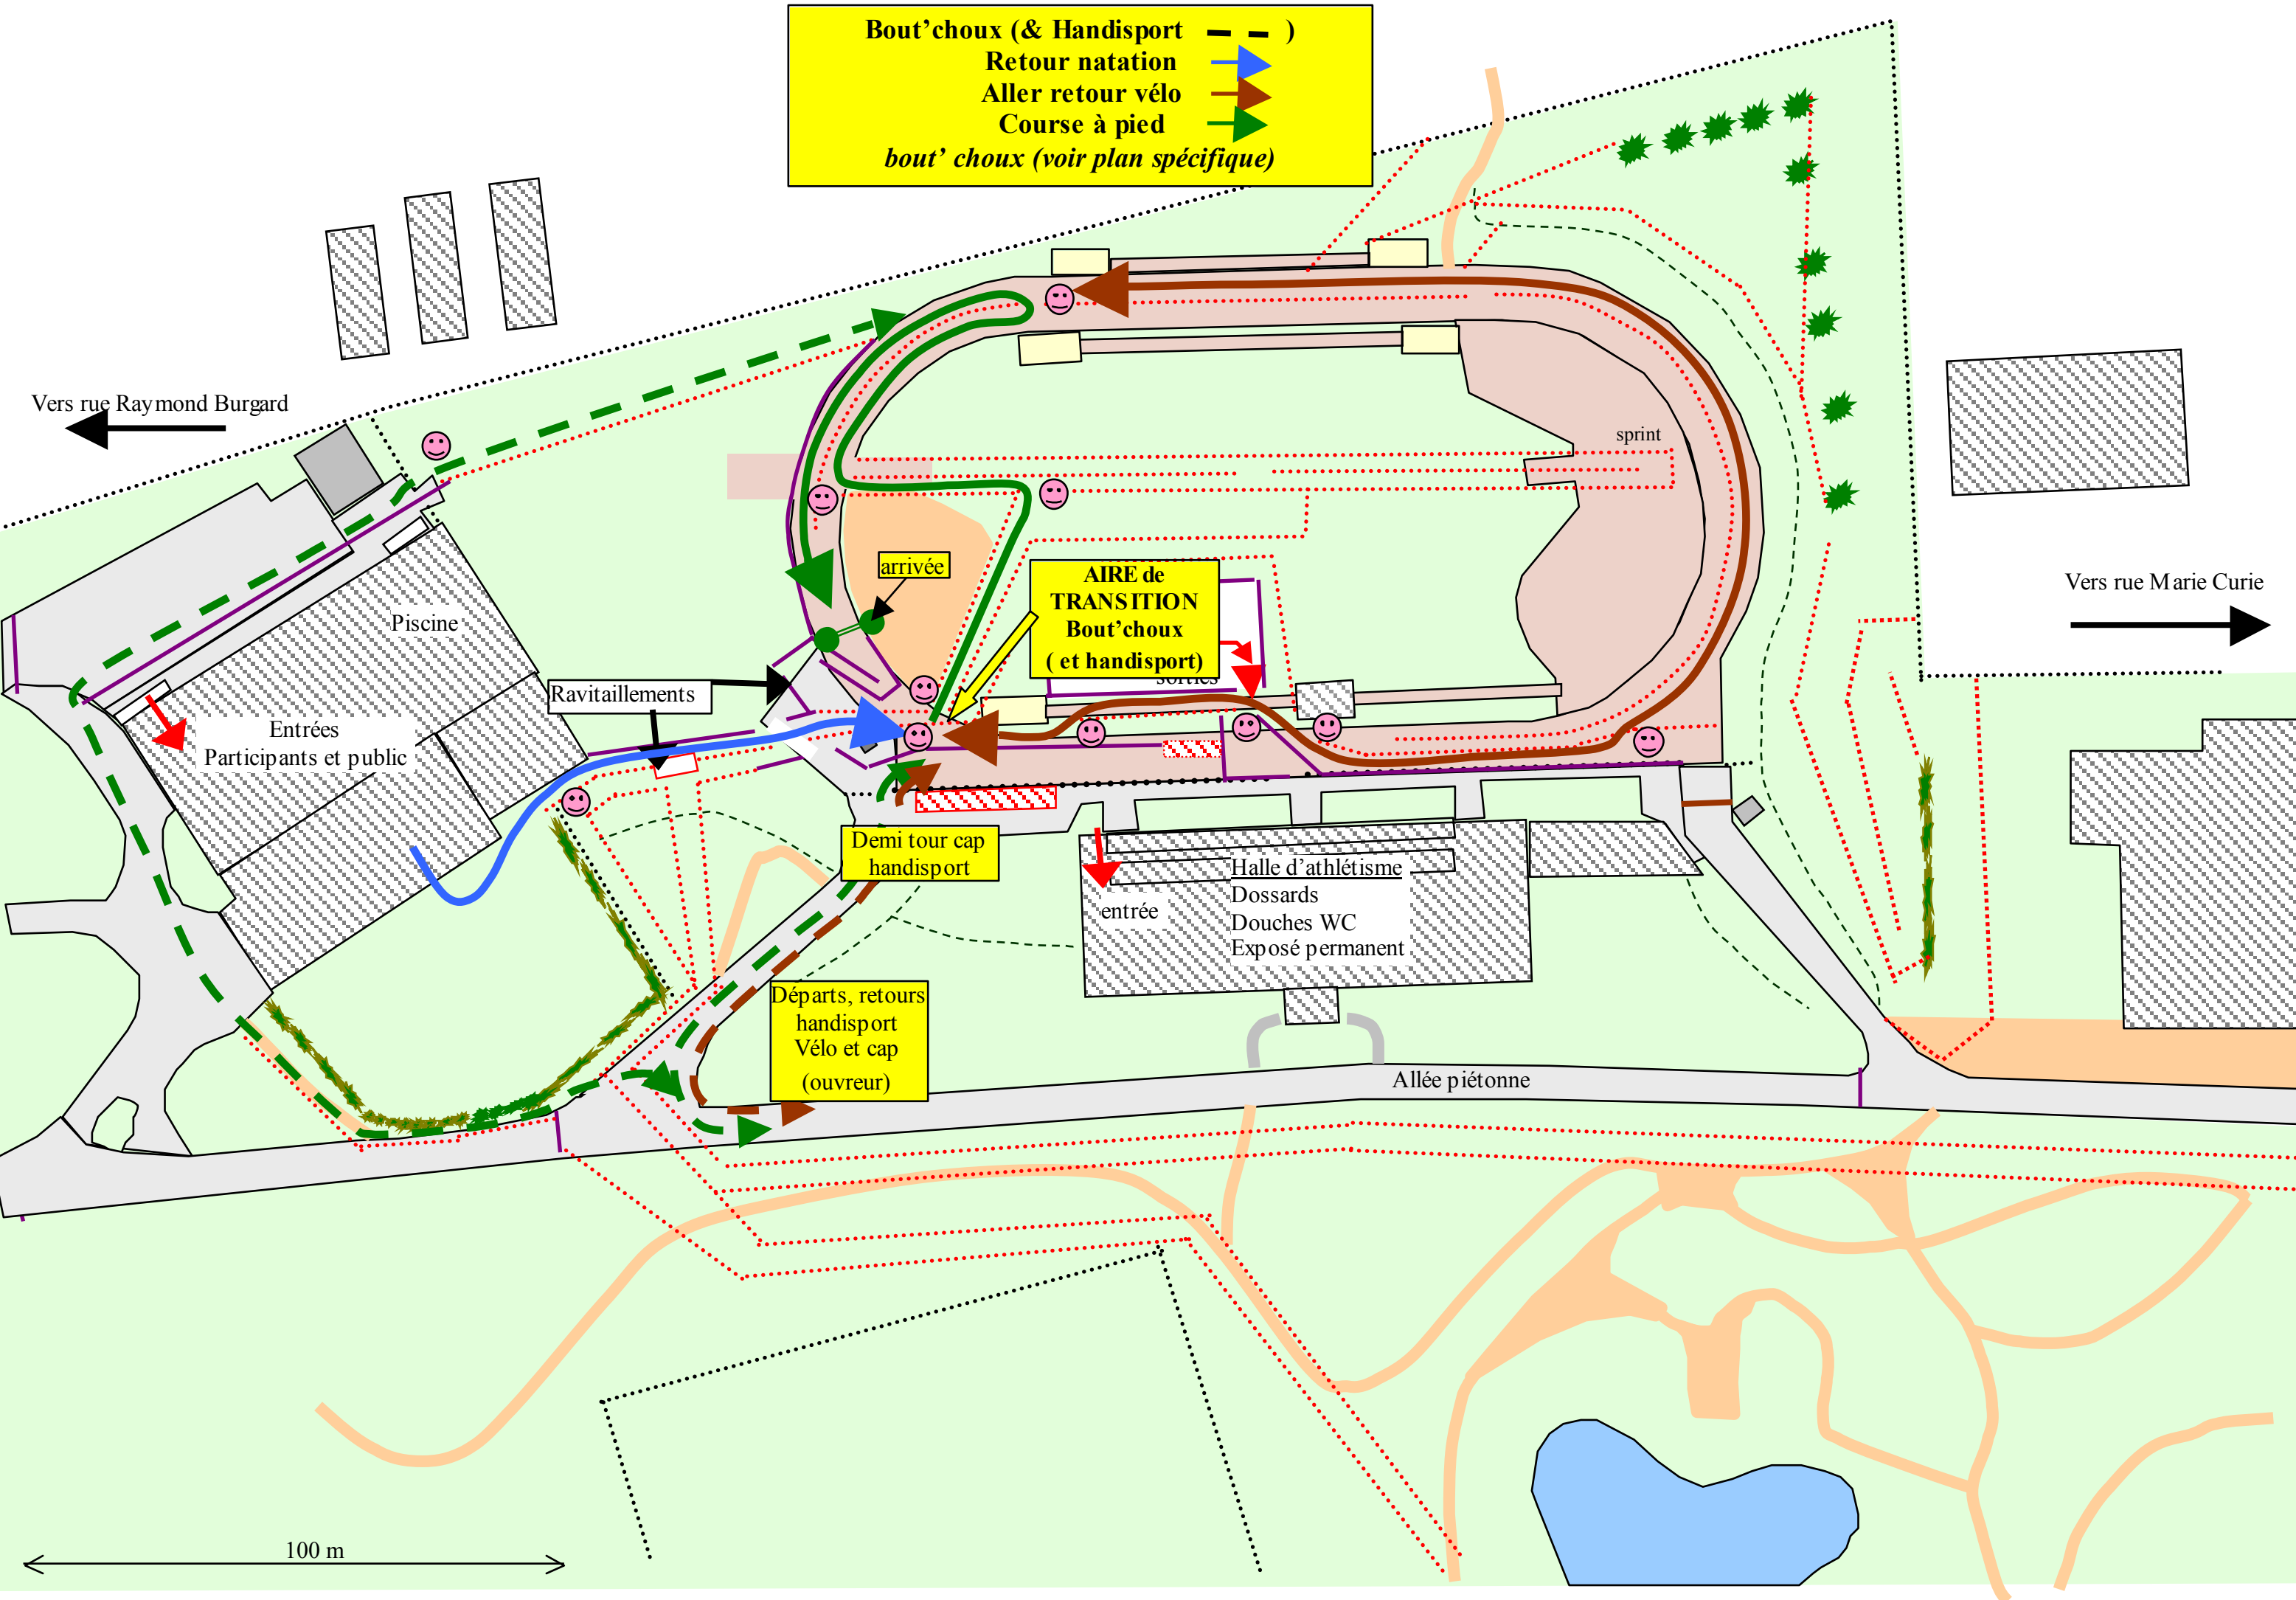 Bout'choux (& Handisport )
Retour natation
Aller retour vélo
Course à pied
bout' choux (voir plan spécifique)
Vers rue Raymond Burgard
sprint
Vers rue Marie Curie
Piscine
arrivée
AIRE de
TRANSITION
Bout'choux
( et handisport)
sorties
Ravitaillements
Entrées
Participants et public
Demi tour cap
handisport
Halle d'athlétisme
Dossards
Douches WC
Exposé permanent
entrée
Départs, retours
handisport
Vélo et cap
(ouvreur)
Allée piétonne
100 m